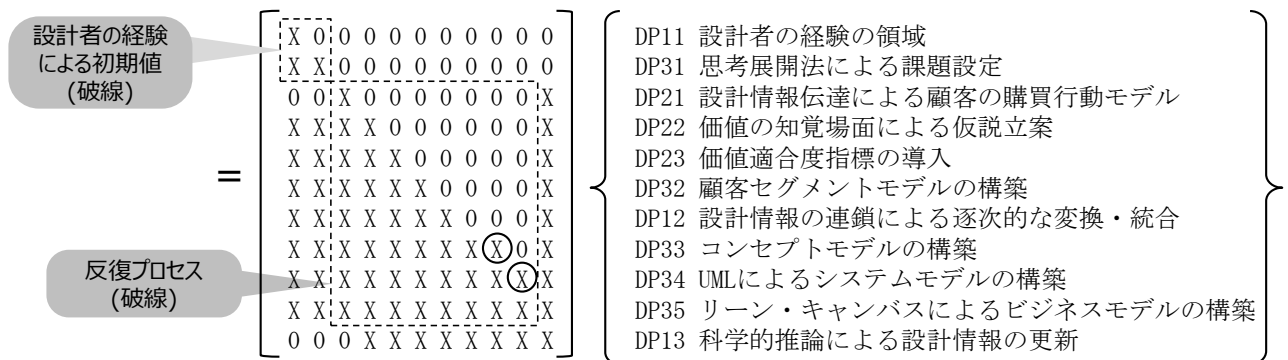 設計者の経験
による初期値
(破線)
反復プロセス
(破線)
=
X 0 0 0 0 0 0 0 0 0 0
X X 0 0 0 0 0 0 0 0 0
0 0 X 0 0 0 0 0 0 0 X
X X X X 0 0 0 0 0 0 X
X X X X X 0 0 0 0 0 X
X X X X X X 0 0 0 0 X
X X X X X X X 0 0 0 X
X X X X X X X X X 0 X
X X X X X X X X X X X
X X X X X X X X X X X
0 0 0 X X X X X X X X
DP11 設計者の経験の領域
DP31 思考展開法による課題設定
DP21 設計情報伝達による顧客の購買行動モデル
DP22 価値の知覚場面による仮説立案
DP23 価値適合度指標の導入
DP32 顧客セグメントモデルの構築
DP12 設計情報の連鎖による逐次的な変換・統合
DP33 コンセプトモデルの構築
DP34 UMLによるシステムモデルの構築
DP35 リーン・キャンバスによるビジネスモデルの構築
DP13 科学的推論による設計情報の更新